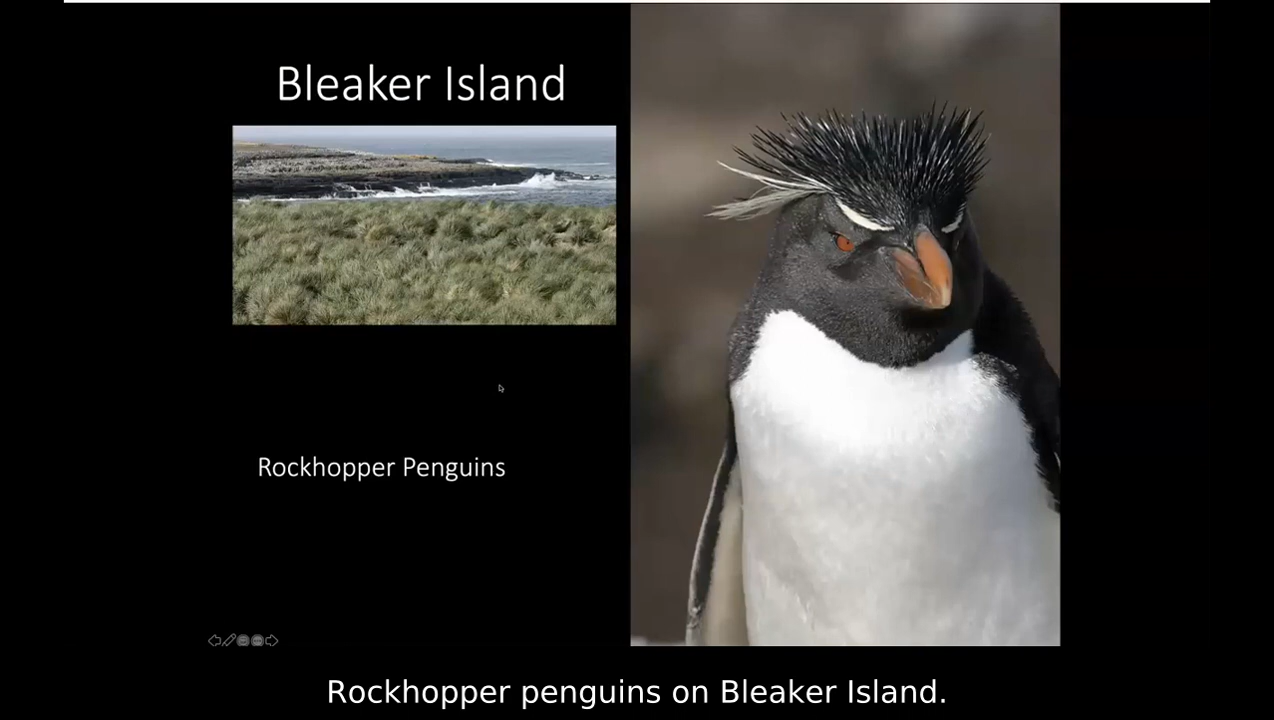 Bleaker Island
Rockhopper Penguins
Rockhopper penguins on Bleaker Island.